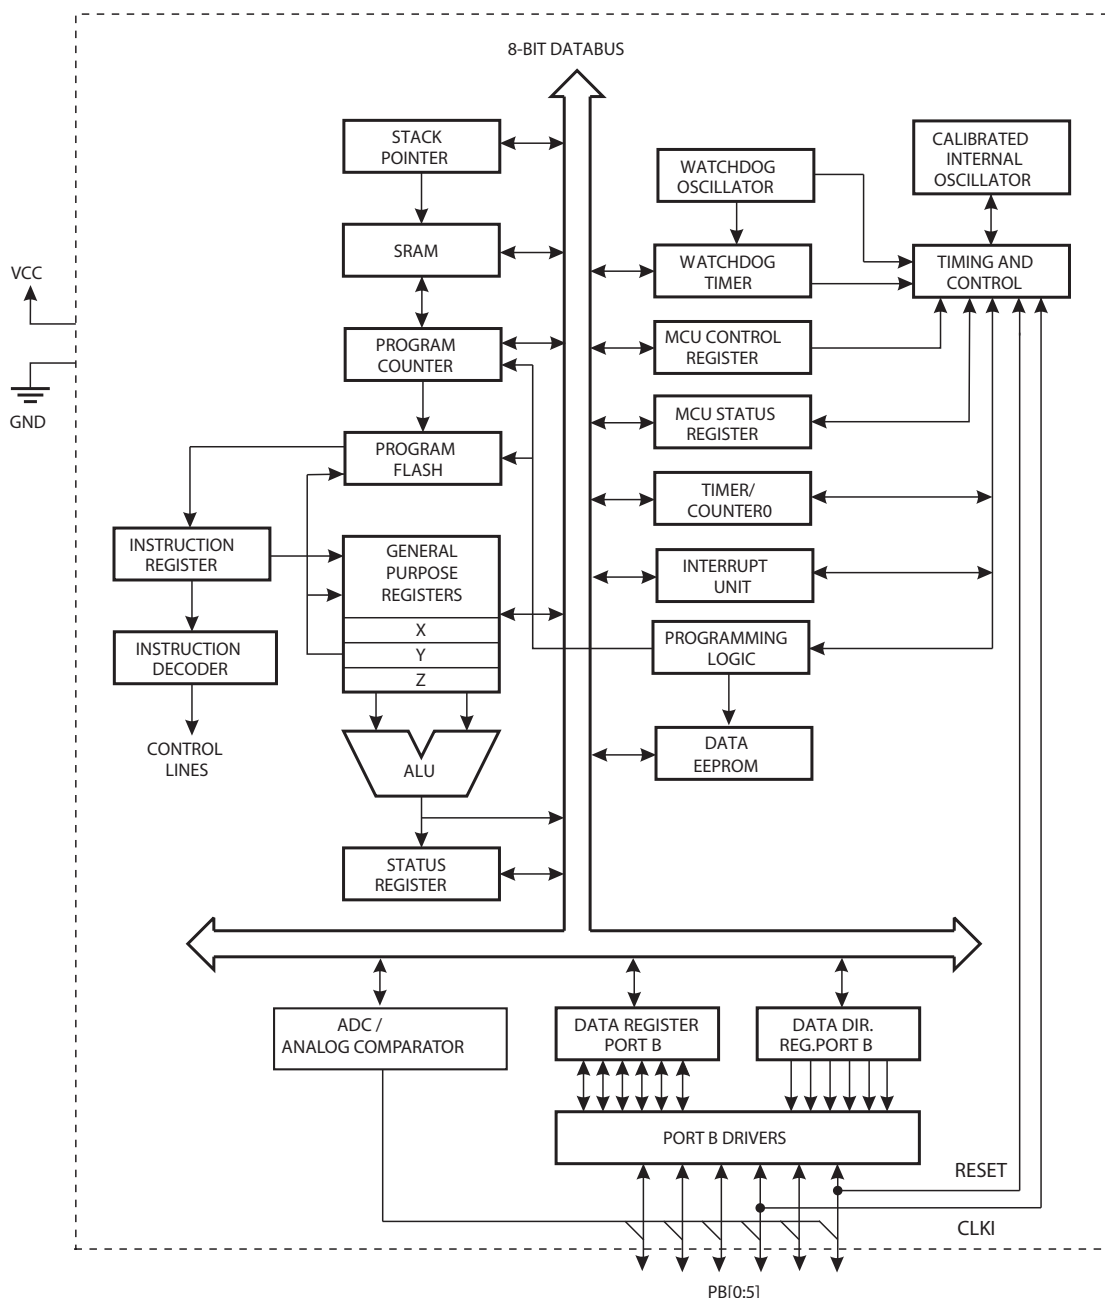 8-BIT DATABUS
STACK
POINTER
SRAM
PROGRAM
COUNTER
PROGRAM
FLASH
VCC
GND
INSTRUCTION
REGISTER
INSTRUCTION
DECODER
CONTROL
LINES
GENERAL
PURPOSE
REGISTERS
X
Y
Z
ALU
STATUS
REGISTER
WATCHDOG
OSCILLATOR
CALIBRATED
INTERNAL
OSCILLATOR
WATCHDOG
TIMER
TIMING AND
CONTROL
MCU CONTROL
REGISTER
MCU STATUS
REGISTER
TIMER/
COUNTER0
INTERRUPT
UNIT
PROGRAMMING
LOGIC
DATA
EEPROM
ADC /
ANALOG COMPARATOR
DATA REGISTER
PORT B
DATA DIR.
REG.PORT B
PORT B DRIVERS
RESET
CLKI
PB[0:5]